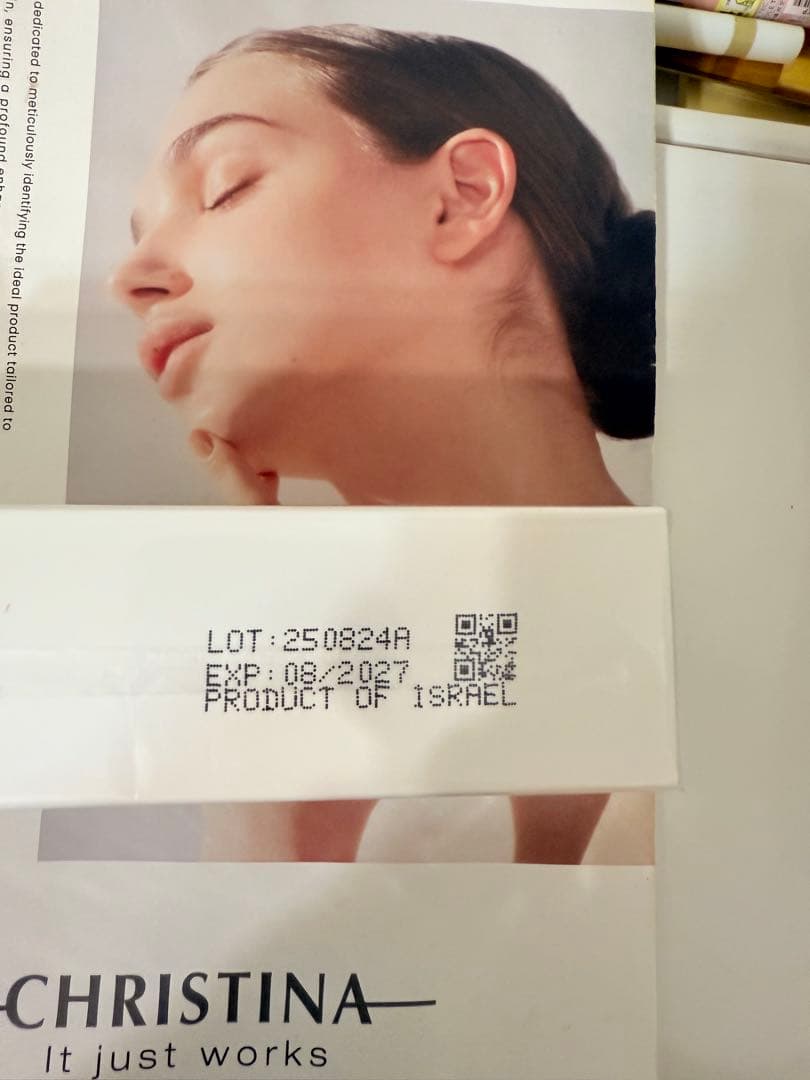 dedicated to meticulously identifying the ideal product tailored to
n, ensuring a profound
LOT:250824A
EXP:08/2027
PRODUCT OF ISRAEL
CHRISTINA
It just works